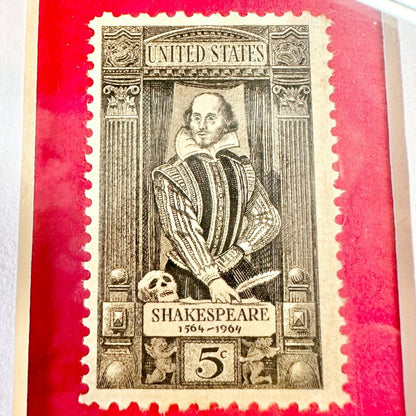 UNITED STATES
SHAKESPEARE
1564-1964
5c